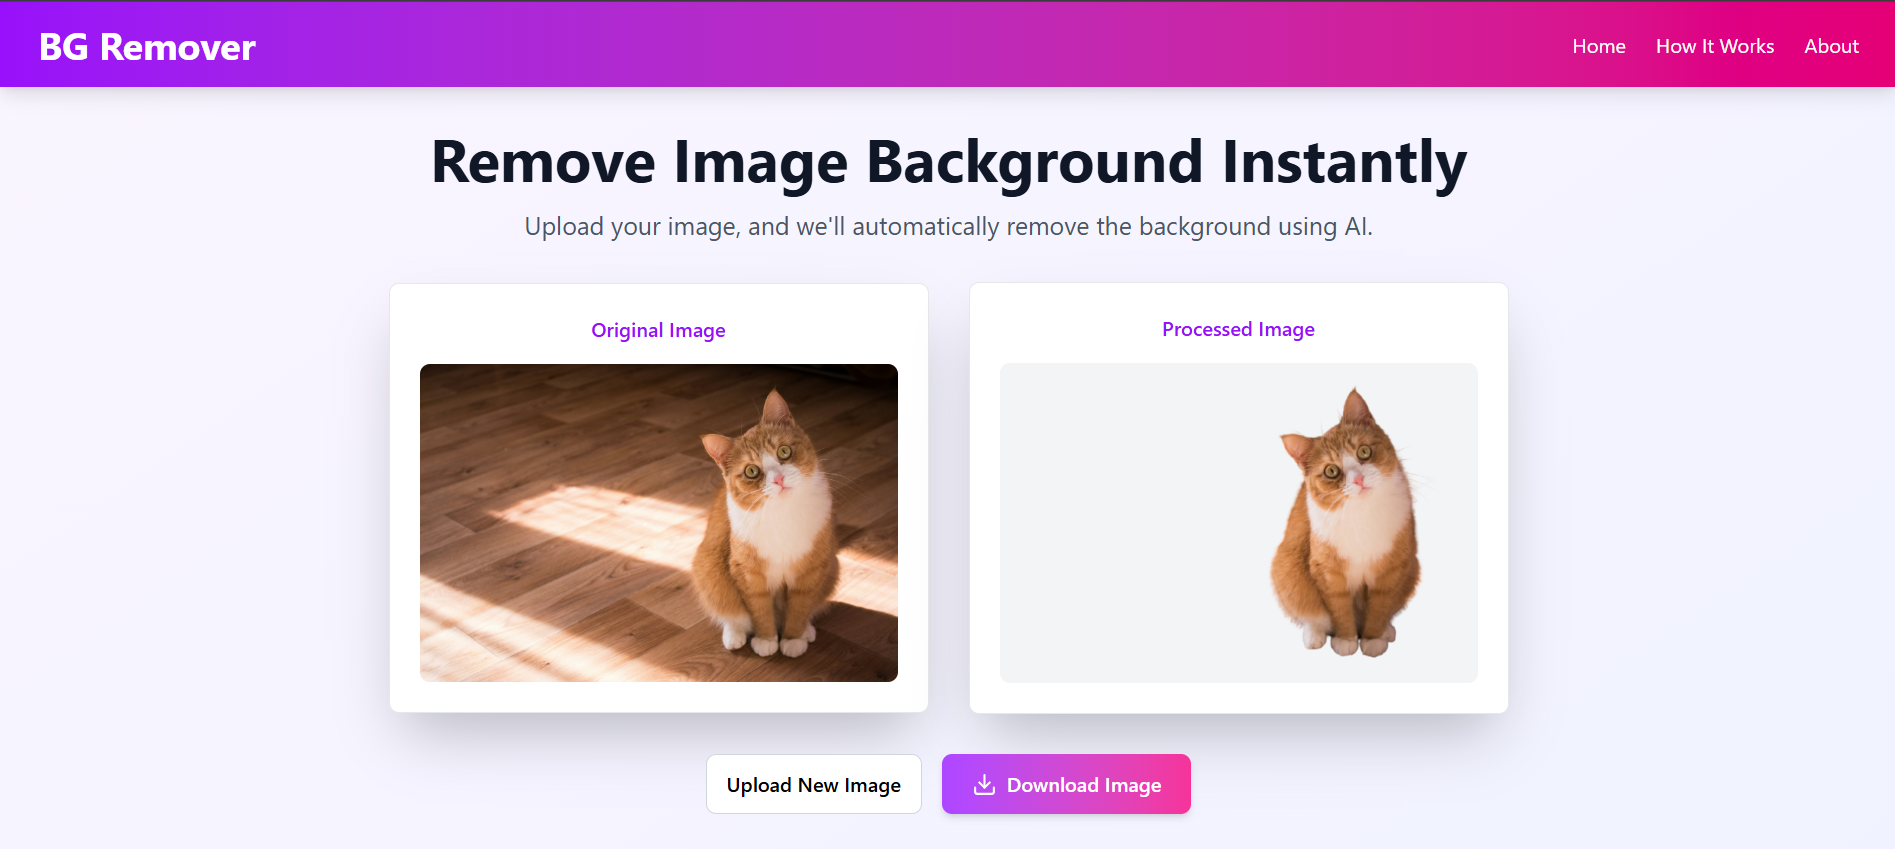 BG Remover
Home
How It Works
About
Remove Image Background Instantly
Upload your image, and we'll automatically remove the background using AI.
Original Image
Processed Image
Upload New Image
Download Image